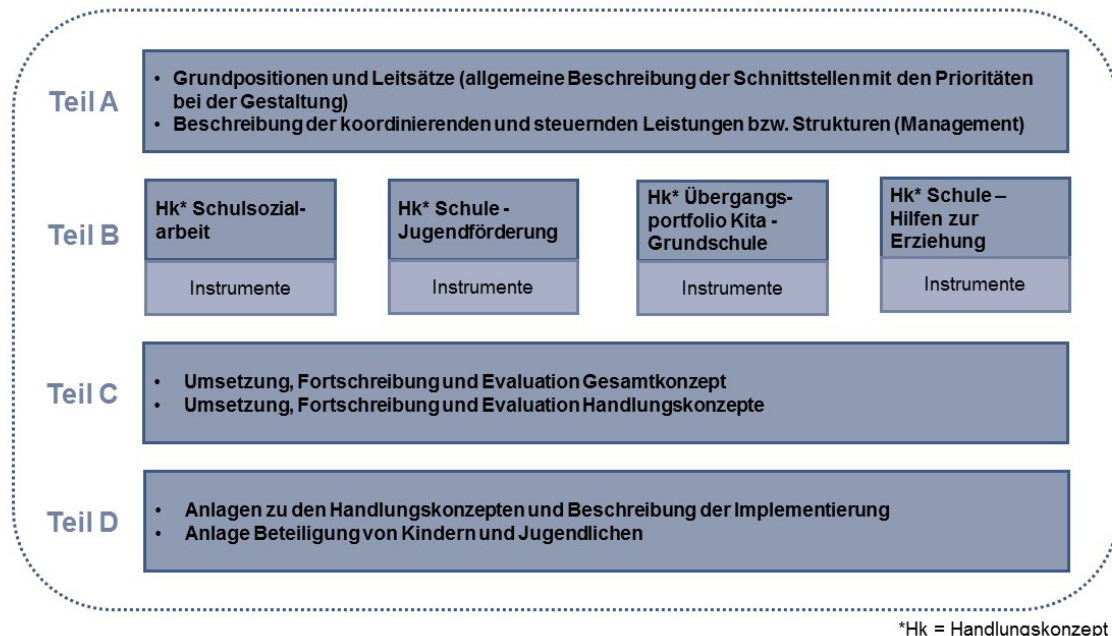 Teil A
• Grundpositionen und Leitsätze (allgemeine Beschreibung der Schnittstellen mit den Prioritäten
bei der Gestaltung)
• Beschreibung der koordinierenden und steuernden Leistungen bzw. Strukturen (Management)
Teil B
Hk* Schulsozial-
arbeit
Instrumente
Hk* Schule -
Jugendförderung
Instrumente
Hk* Übergangs-
portfolio Kita -
Grundschule
Instrumente
Hk* Schule –
Hilfen zur
Erziehung
Instrumente
Teil C
• Umsetzung, Fortschreibung und Evaluation Gesamtkonzept
• Umsetzung, Fortschreibung und Evaluation Handlungskonzepte
Teil D
• Anlagen zu den Handlungskonzepten und Beschreibung der Implementierung
• Anlage Beteiligung von Kindern und Jugendlichen
*Hk = Handlungskonzept